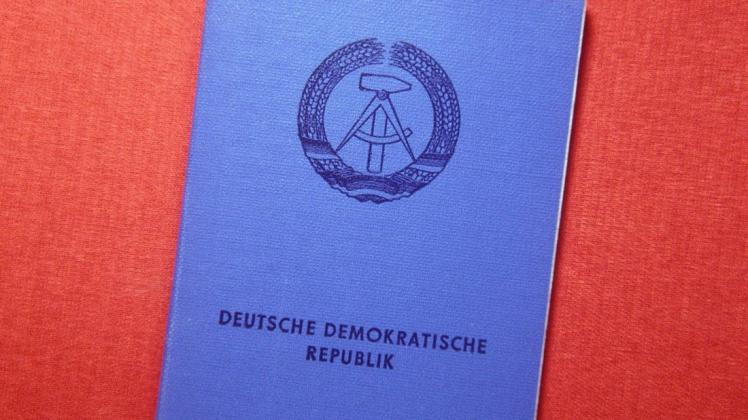 DEUTSCHE DEMOKRATISCHE
REPUBLIK